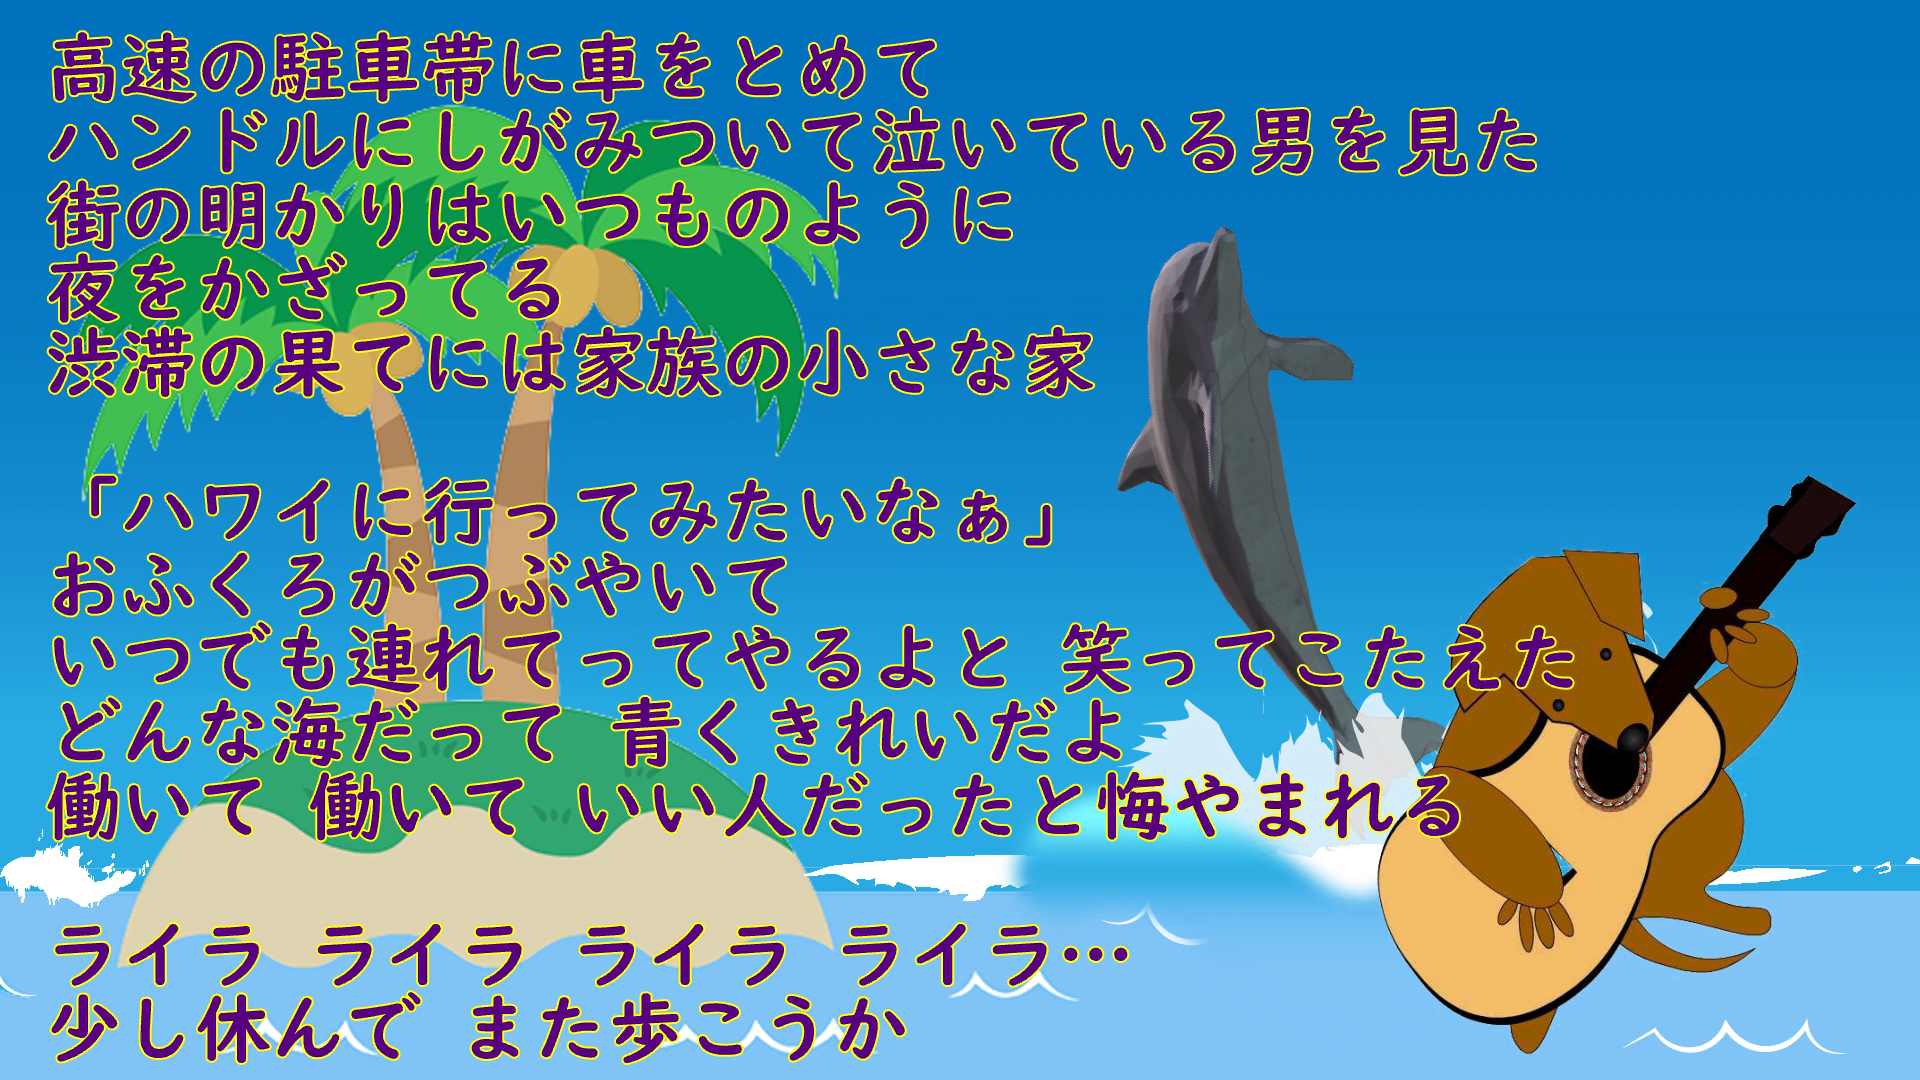 高速の駐車帯に車をとめて
ハンドルにしがみついて泣いている男を見た
街の明かりはいつものように
夜をかざってる
渋滞の果てには家族の小さな家
「ハワイに行ってみたいなぁ」
おふくろがつぶやいて
いつでも連れてってやるよと 笑ってこたえた
どんな海だって 青くきれいだよ
働いて 働いて いい人だったと悔やまれる
ライラ ライラ ライラ ライラ…
少し休んで また歩こうか